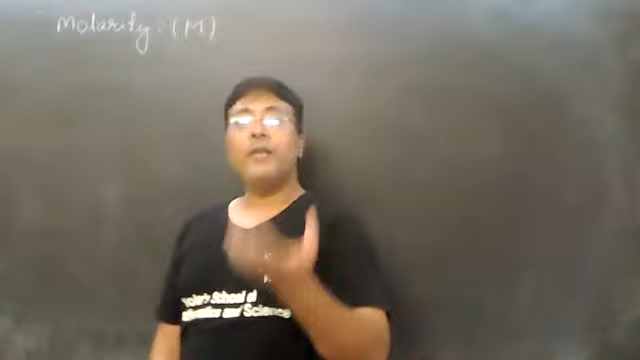 Molarity: (M)
School of
and Science